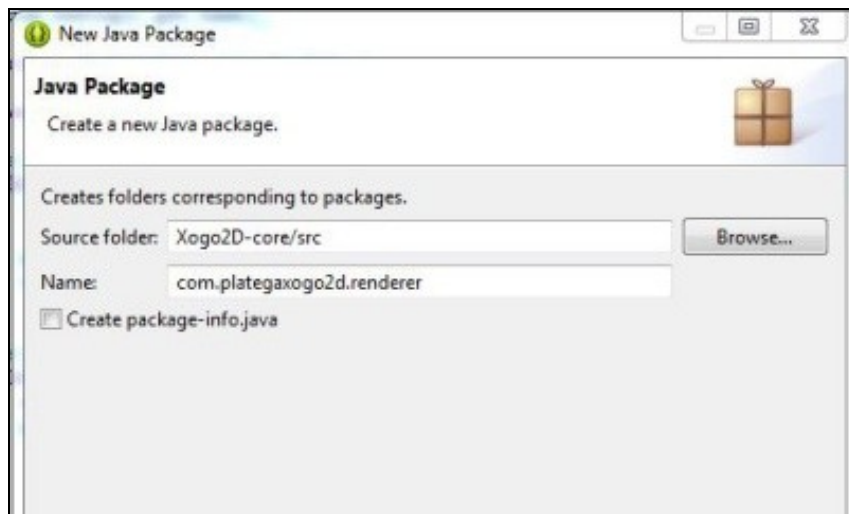 New Java Package
Java Package
Create a new Java package.
Creates folders corresponding to packages.
Source folder: Xogo2D-core/src Browse...
Name: com.plategaxogo2d.renderer
Create package-info.java